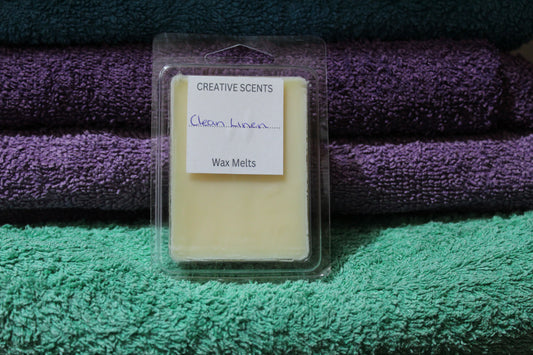 CREATIVE SCENTS
Clean Linen
Wax Melts